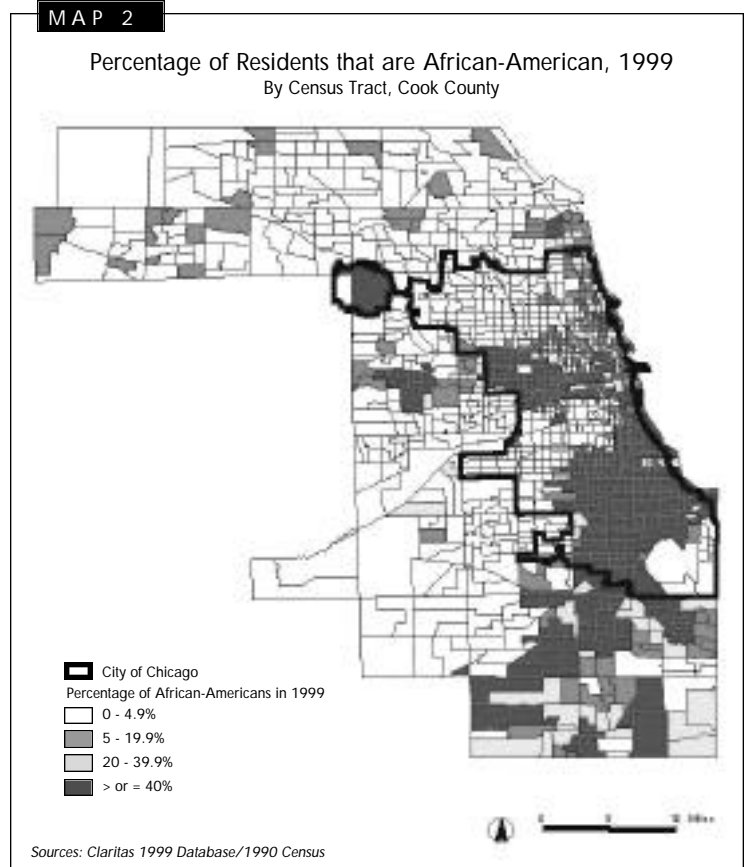 MAP 2
Percentage of Residents that are African-American, 1999
By Census Tract, Cook County
City of Chicago
Percentage of African-Americans in 1999
0 - 4.9%
5 - 19.9%
20 - 39.9%
> or = 40%
Sources: Claritas 1999 Database/1990 Census